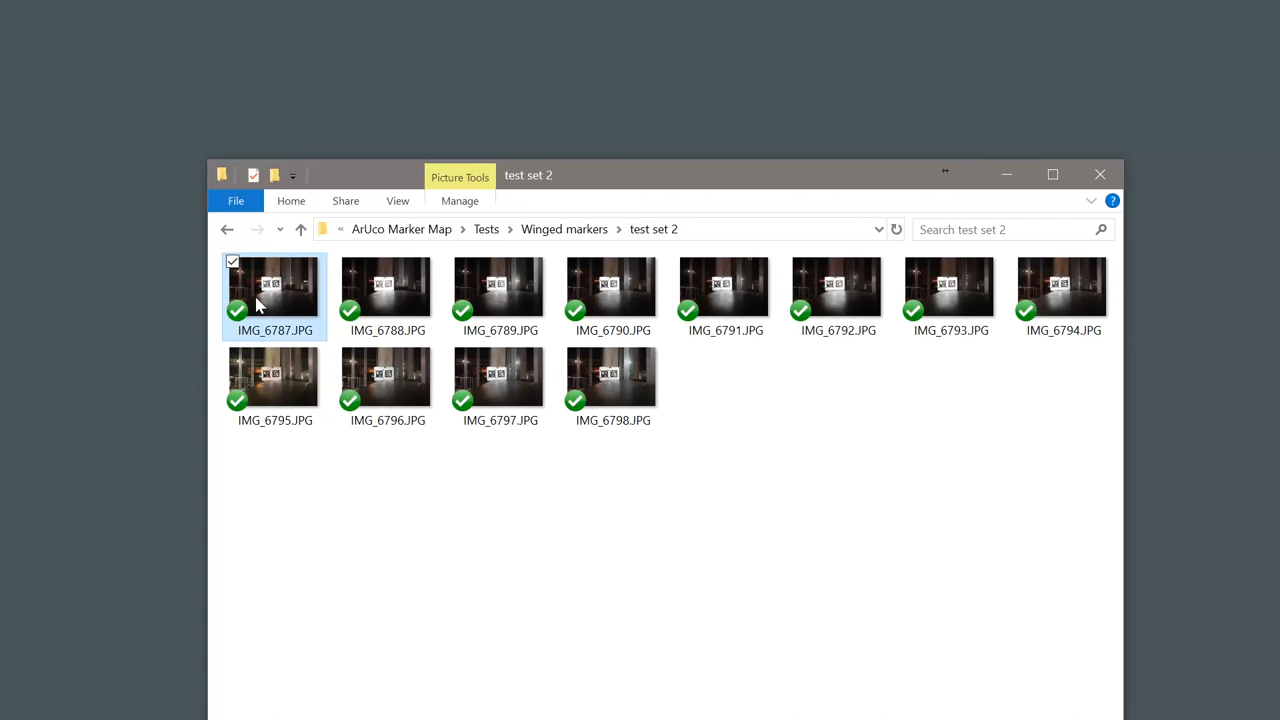 Picture Tools test set 2
File Home Share View Manage
« ArUco Marker Map Tests Winged markers test set 2 Search test set 2
IMG_6787.JPG IMG_6788.JPG IMG_6789.JPG IMG_6790.JPG IMG_6791.JPG IMG_6792.JPG IMG_6793.JPG IMG_6794.JPG
IMG_6795.JPG IMG_6796.JPG IMG_6797.JPG IMG_6798.JPG